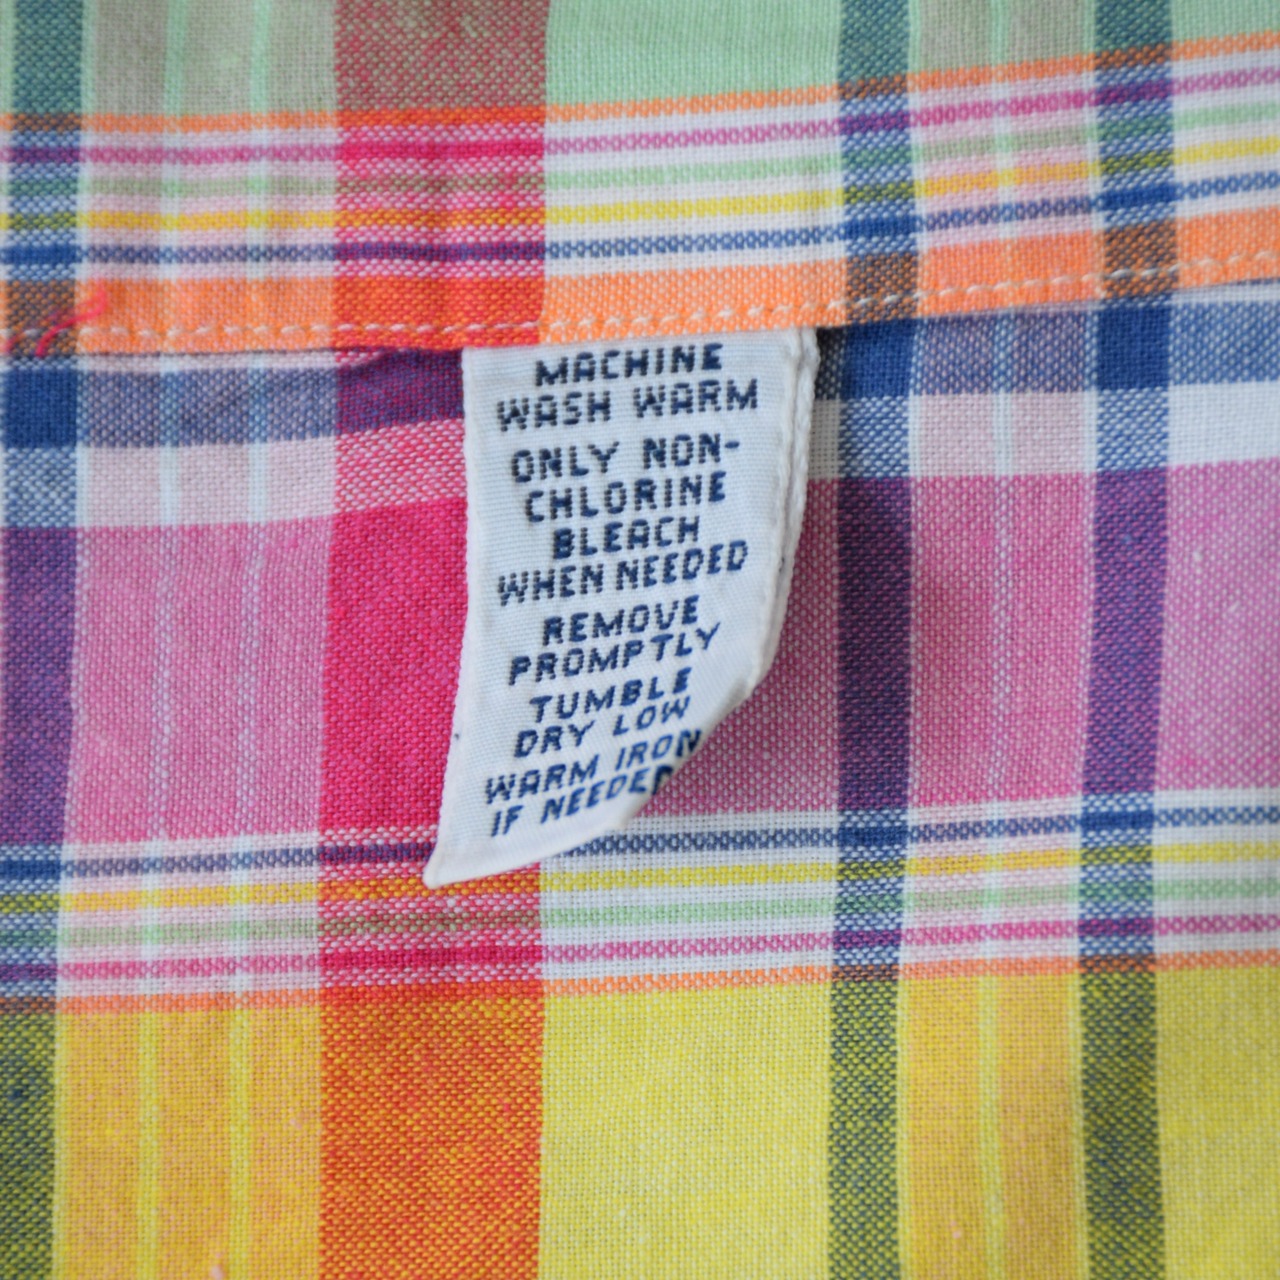 MACHINE
WASH WARM
ONLY NON-
CHLORINE
BLEACH
WHEN NEEDED
REMOVE
PROMPTLY
TUMBLE
DRY LOW
WARM IRON
IF NEEDED